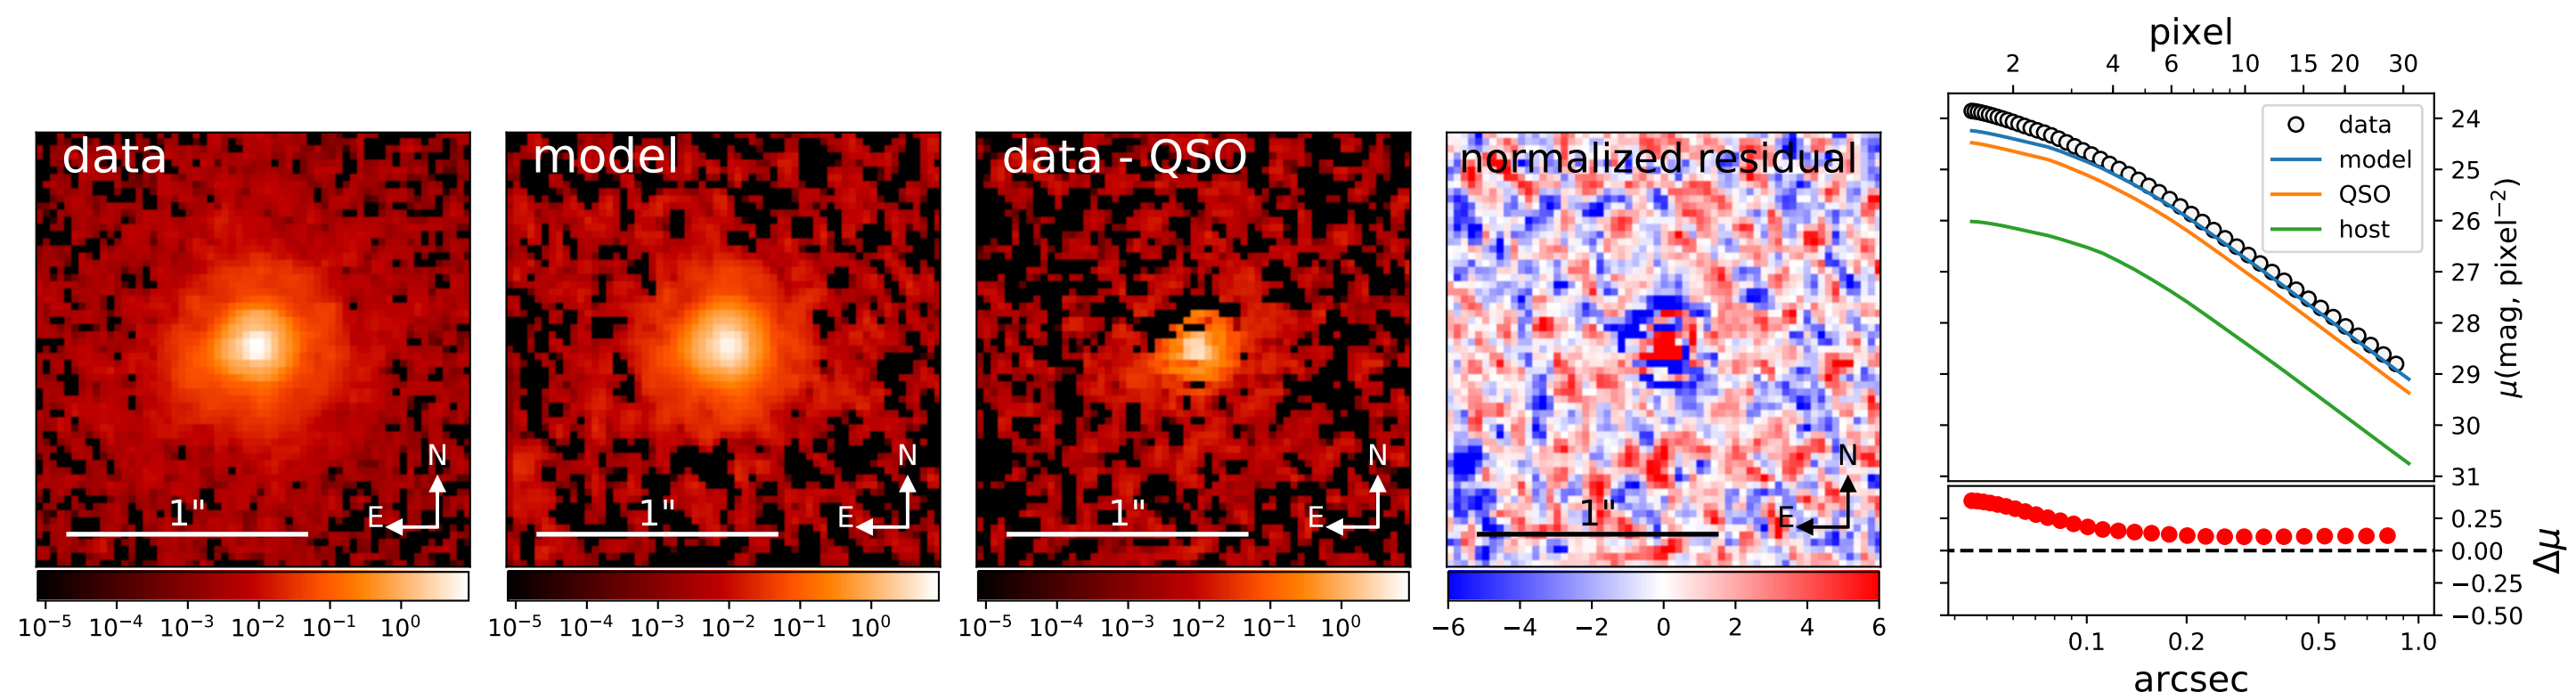 data
1"
N
E
10⁻⁵ 10⁻⁴ 10⁻³ 10⁻² 10⁻¹ 10⁰
model
1"
N
E
10⁻⁵ 10⁻⁴ 10⁻³ 10⁻² 10⁻¹ 10⁰
data - QSO
1"
N
E
10⁻⁵ 10⁻⁴ 10⁻³ 10⁻² 10⁻¹ 10⁰
normalized residual
1"
N
E
−6 −4 −2 0 2 4 6
pixel
2 4 6 10 15 20 30
data
model
QSO
host
24
25
26
27
28
29
30
31
μ(mag, pixel⁻²)
0.25
0.00
−0.25
−0.50
Δμ
0.1 0.2 0.5 1.0
arcsec